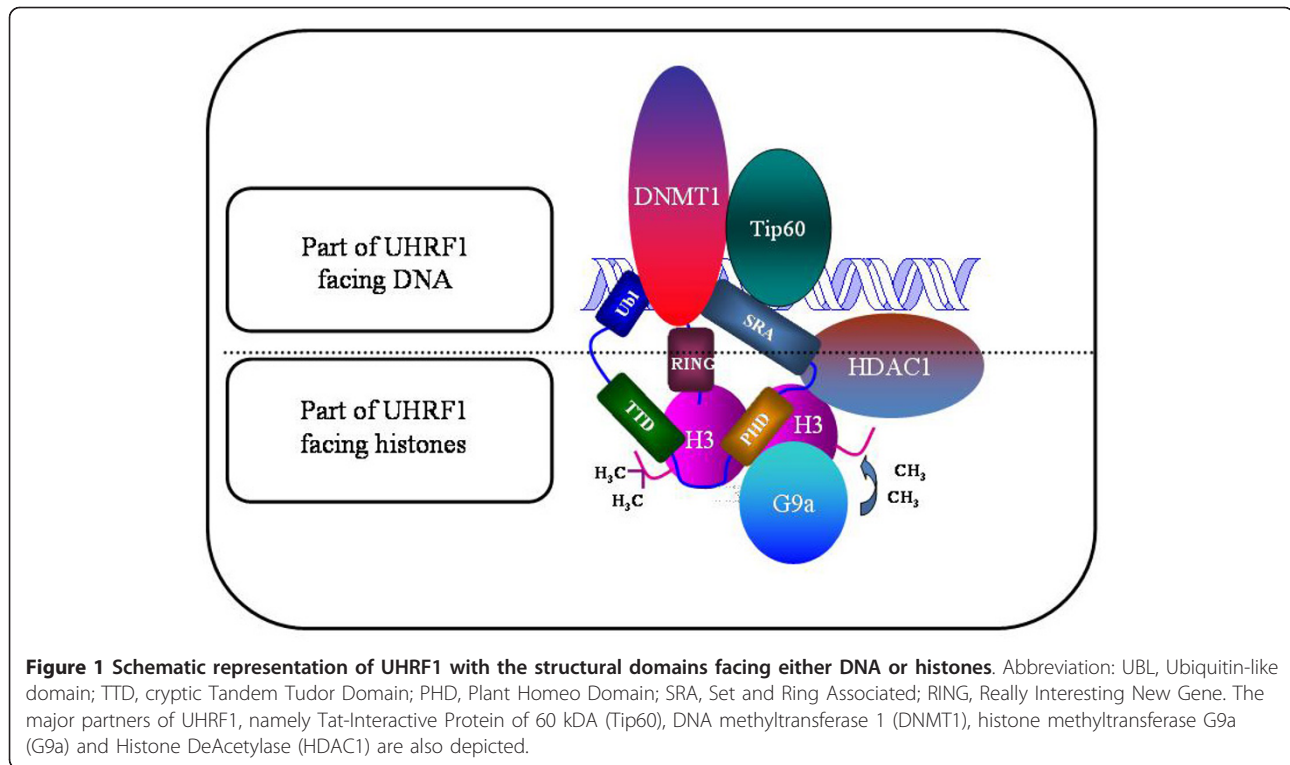 DNMT1
Tip60
Part of UHRF1
facing DNA
Ubl
SRA
RING
HDAC1
Part of UHRF1
facing histones
TTD
H3
PHD
H3
H₃C
H₃C
G9a
CH₃
CH₃
Figure 1 Schematic representation of UHRF1 with the structural domains facing either DNA or histones. Abbreviation: UBL, Ubiquitin-like
domain; TTD, cryptic Tandem Tudor Domain; PHD, Plant Homeo Domain; SRA, Set and Ring Associated; RING, Really Interesting New Gene. The
major partners of UHRF1, namely Tat-Interactive Protein of 60 kDA (Tip60), DNA methyltransferase 1 (DNMT1), histone methyltransferase G9a
(G9a) and Histone DeAcetylase (HDAC1) are also depicted.